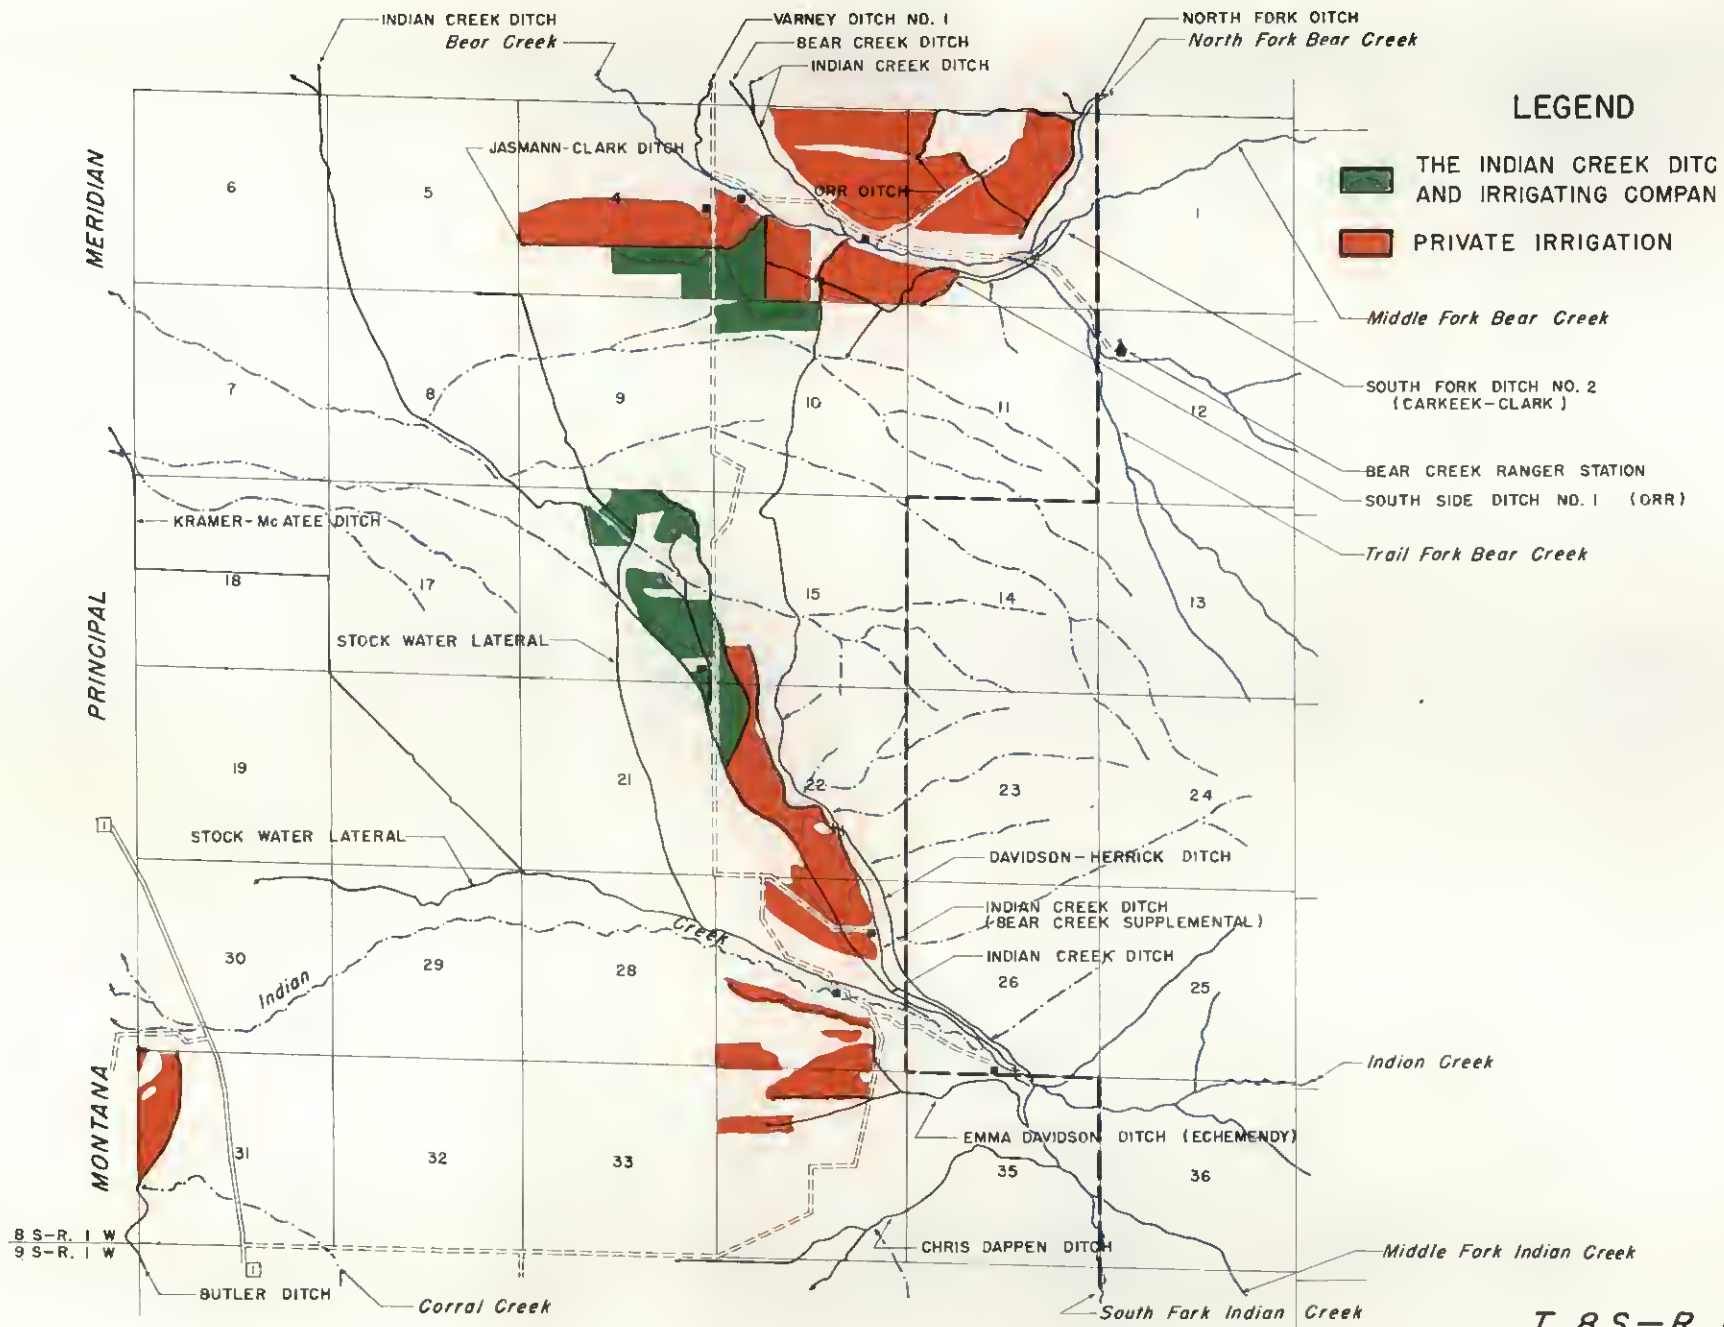 INDIAN CREEK DITCH
Bear Creek
VARNEY DITCH NO. 1
BEAR CREEK DITCH
INDIAN CREEK DITCH
NORTH FORK DITCH
North Fork Bear Creek
LEGEND
THE INDIAN CREEK DITC
AND IRRIGATING COMPAN
PRIVATE IRRIGATION
JASMANN-CLARK DITCH
ORR DITCH
6
5
4
1
MERIDIAN
Middle Fork Bear Creek
SOUTH FORK DITCH NO. 2
(CARKEEK-CLARK)
7
8
9
10
11
12
BEAR CREEK RANGER STATION
SOUTH SIDE DITCH NO. 1 (ORR)
Trail Fork Bear Creek
KRAMER-McATEE DITCH
18
17
15
14
13
PRINCIPAL
STOCK WATER LATERAL
19
21
22
23
24
1
STOCK WATER LATERAL
DAVIDSON-HERRICK DITCH
INDIAN CREEK DITCH
(BEAR CREEK SUPPLEMENTAL)
INDIAN CREEK DITCH
30
29
28
26
25
Indian
Creek
Indian Creek
MONTANA
EMMA DAVIDSON DITCH (ECHEMENDY)
31
32
33
35
36
8 S-R. 1 W
9 S-R. 1 W
CHRIS DAPPEN DITCH
Middle Fork Indian Creek
1
BUTLER DITCH
Corral Creek
South Fork Indian Creek
T. 8 S-R.